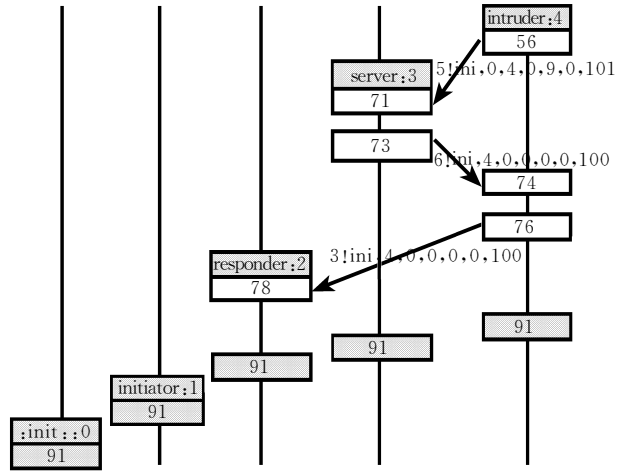 intruder:4
56
5!ini,0,4,0,9,0,101
server:3
71
73
6!ini,4,0,0,0,0,100
74
76
3!ini,4,0,0,0,0,100
responder:2
78
91
91
91
initiator:1
91
:init::0
91